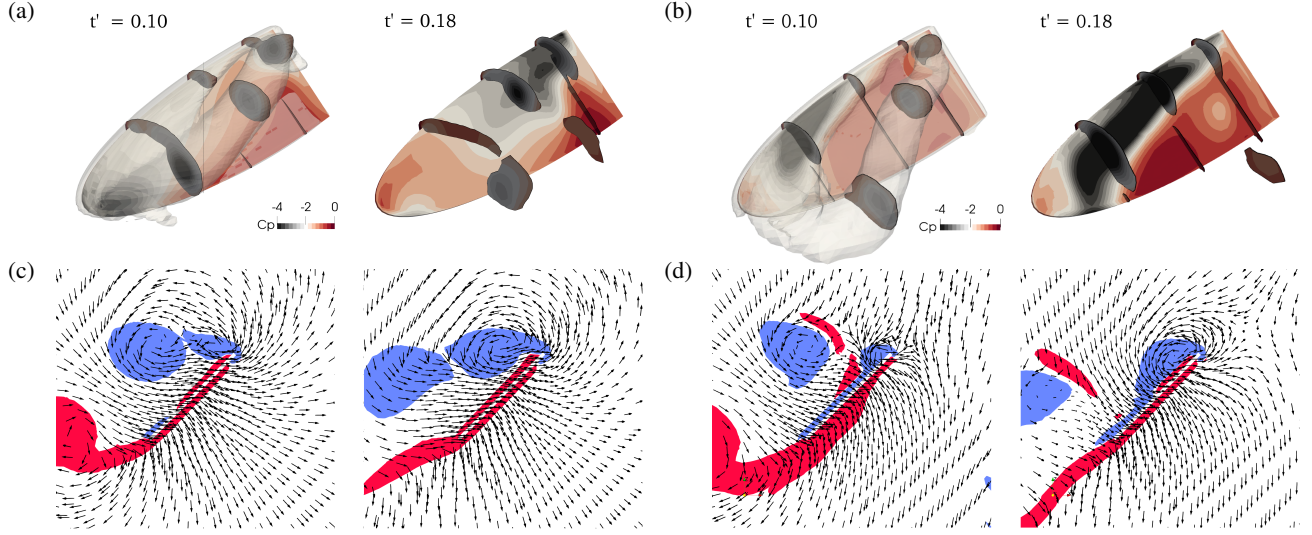 (a)
t' = 0.10
t' = 0.18
(b)
t' = 0.10
t' = 0.18
-4 -2 0
Cp
-4 -2 0
Cp
(c)
(d)